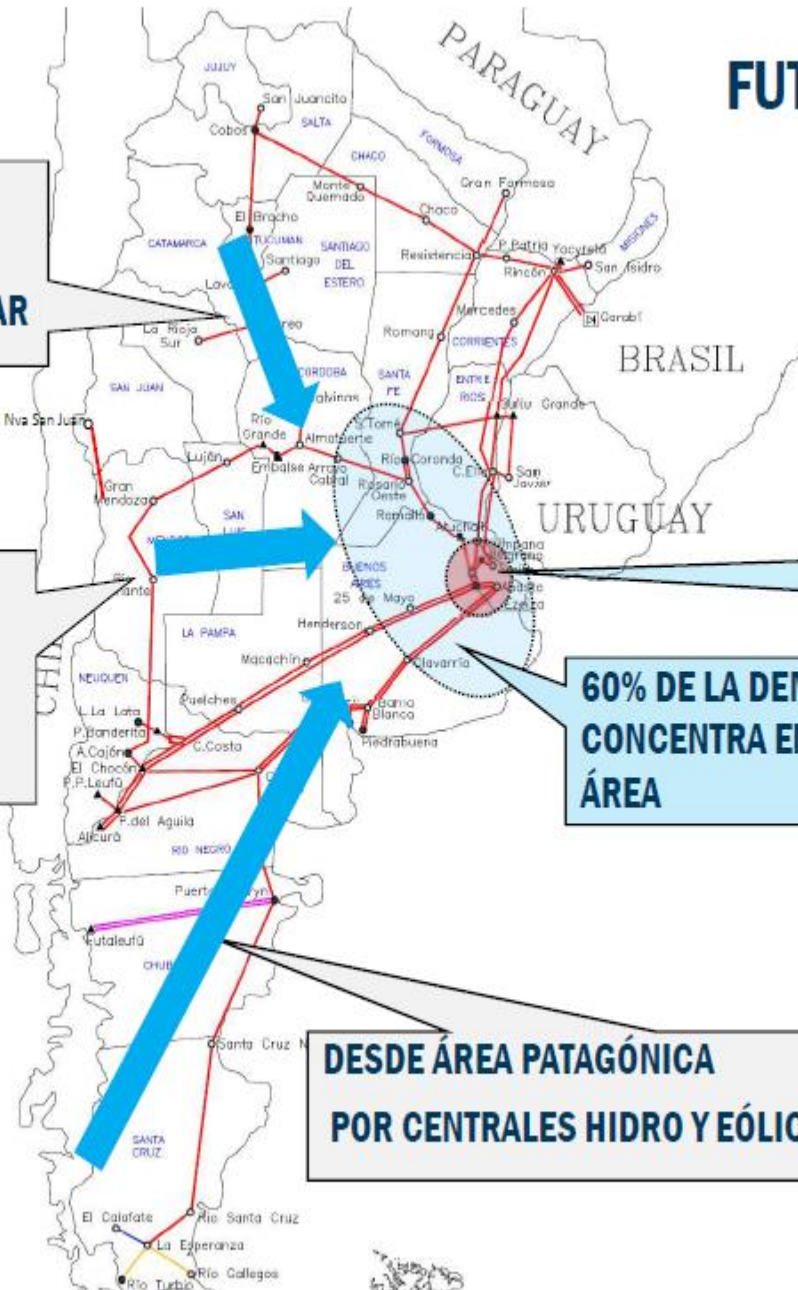 PARAGUAY
FUT
JUJUY
San Juancito
Cobos
SALTA
FORMOSA
CHACO
Monte
Quemado
Gran Formosa
Chaco
El Bracho
MISIONES
CATAMARCA
TUCUMAN
SANTIAGO
DEL
ESTERO
Santiago
Resistencia
P.Patria
Yacyretá
Rincón
San Isidro
AR
La Rioja
Sur
Mercedes
Garabí
Romang
CORRIENTES
BRASIL
SAN JUAN
CORDOBA
SANTA
FE
ENTRE
RIOS
Nva San Juan
Río
Grande
Almafuerte
S.Tomé
Luján
Embalse
Arroyo
Cabral
Río Coronda
Rosario
Oeste
C.Elía
San
Javier
Gran
Mendoza
SAN
Ramallo
Atucha
URUGUAY
BUENOS
AIRES
25 de Mayo
Ezeiza
LA PAMPA
Henderson
Macachín
Olavarría
NEUQUEN
Puelches
Bahía
Blanca
L. La Lata
P.Banderita
C.Costa
Piedrabuena
A.Cajón
El Chocón
P.P.Leufú
P.del Aguila
Alicurá
60% DE LA DE
CONCENTRA E
ÁREA
RIO NEGRO
Puerto
Futaleufú
CHUB
Santa Cruz N
DESDE ÁREA PATAGÓNICA
POR CENTRALES HIDRO Y EÓLIC
SANTA
CRUZ
El Calafate
Río Santa Cruz
La Esperanza
Río Gallegos
Río Turbio